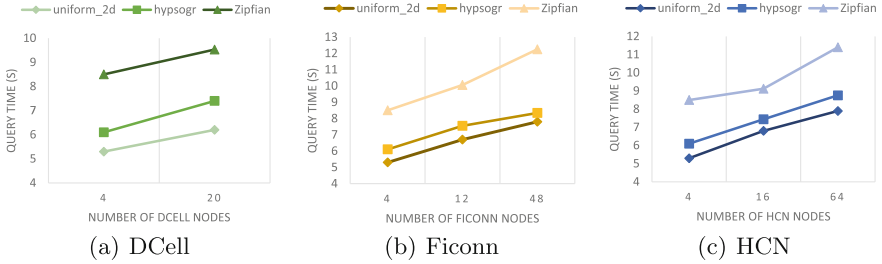 uniform_2d hypsogr Zipfian
10
9
8
7
6
5
4
QUERY TIME (S)
4 20
NUMBER OF DCELL NODES
(a) DCell
uniform_2d hypsogr Zipfian
13
12
11
10
9
8
7
6
5
4
QUERY TIME (S)
4 12 48
NUMBER OF FICONN NODES
(b) Ficonn
uniform_2d hypsogr Zipfian
12
11
10
9
8
7
6
5
4
QUERY TIME (S)
4 16 64
NUMBER OF HCN NODES
(c) HCN